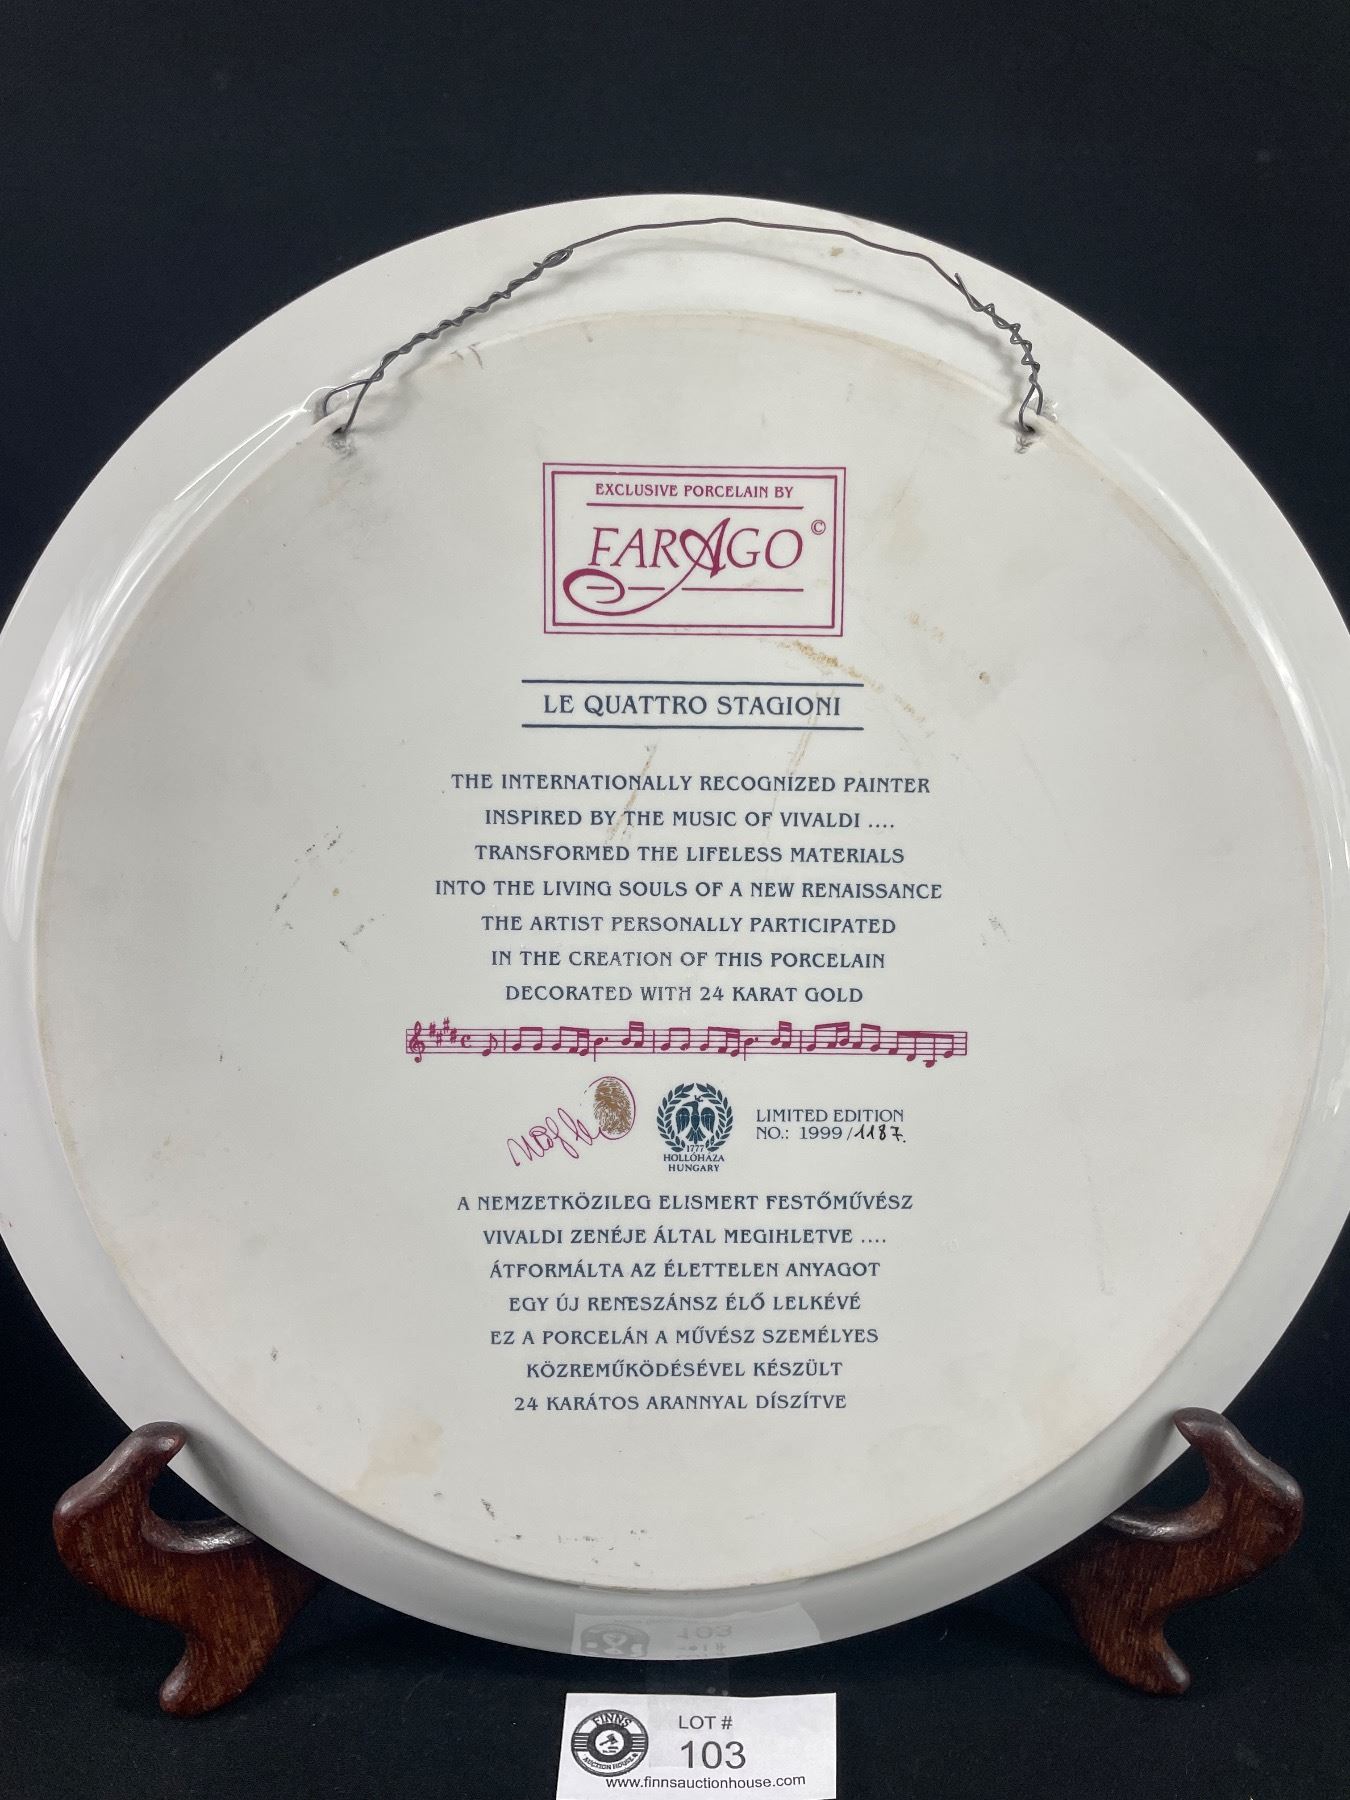 EXCLUSIVE PORCELAIN BY
FARAGO ©
LE QUATTRO STAGIONI
THE INTERNATIONALLY RECOGNIZED PAINTER
INSPIRED BY THE MUSIC OF VIVALDI ....
TRANSFORMED THE LIFELESS MATERIALS
INTO THE LIVING SOULS OF A NEW RENAISSANCE
THE ARTIST PERSONALLY PARTICIPATED
IN THE CREATION OF THIS PORCELAIN
DECORATED WITH 24 KARAT GOLD
1777
HOLLÓHÁZA
HUNGARY
LIMITED EDITION
NO.: 1999/1187.
A NEMZETKÖZILEG ELISMERT FESTŐMŰVÉSZ
VIVALDI ZENÉJE ÁLTAL MEGIHLETVE ....
ÁTFORMÁLTA AZ ÉLETTELEN ANYAGOT
EGY ÚJ RENESZÁNSZ ÉLŐ LELKÉVÉ
EZ A PORCELÁN A MŰVÉSZ SZEMÉLYES
KÖZREMŰKÖDÉSÉVEL KÉSZÜLT
24 KARÁTOS ARANNYAL DÍSZÍTVE
FINNS
AUCTION HOUSE
LOT #
103
www.finnsauctionhouse.com